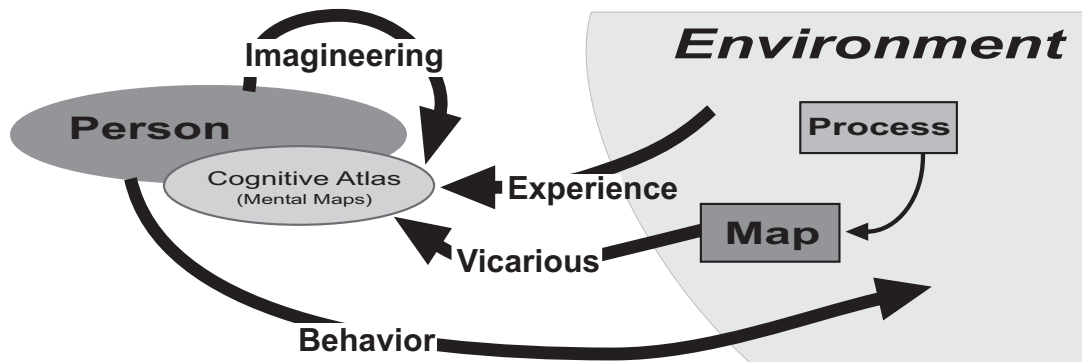 Imagineering
Environment
Person
Process
Cognitive Atlas
(Mental Maps)
Experience
Map
Vicarious
Behavior